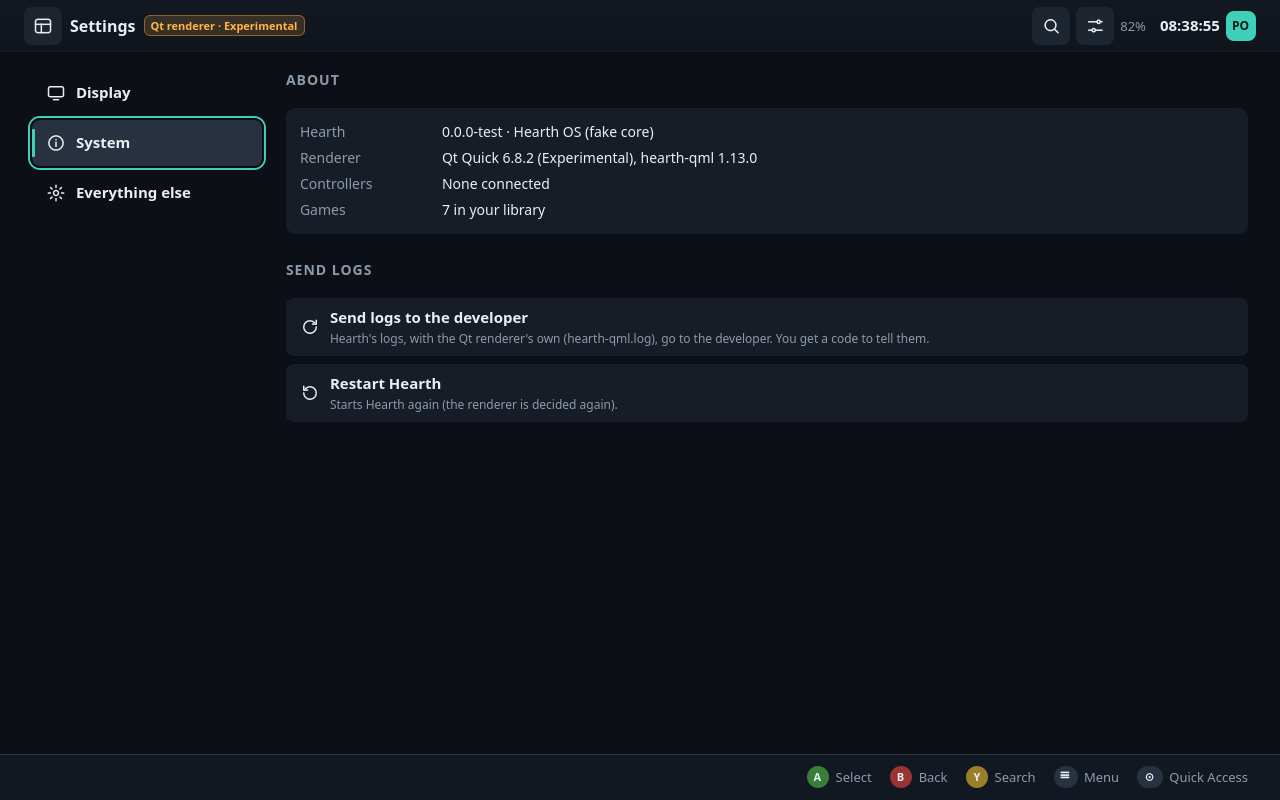 Settings
Qt renderer · Experimental
82%
08:38:55
PO
Display
System
Everything else
ABOUT
Hearth 0.0.0-test · Hearth OS (fake core)
Renderer Qt Quick 6.8.2 (Experimental), hearth-qml 1.13.0
Controllers None connected
Games 7 in your library
SEND LOGS
Send logs to the developer
Hearth's logs, with the Qt renderer's own (hearth-qml.log), go to the developer. You get a code to tell them.
Restart Hearth
Starts Hearth again (the renderer is decided again).
A Select
B Back
Y Search
Menu
Quick Access